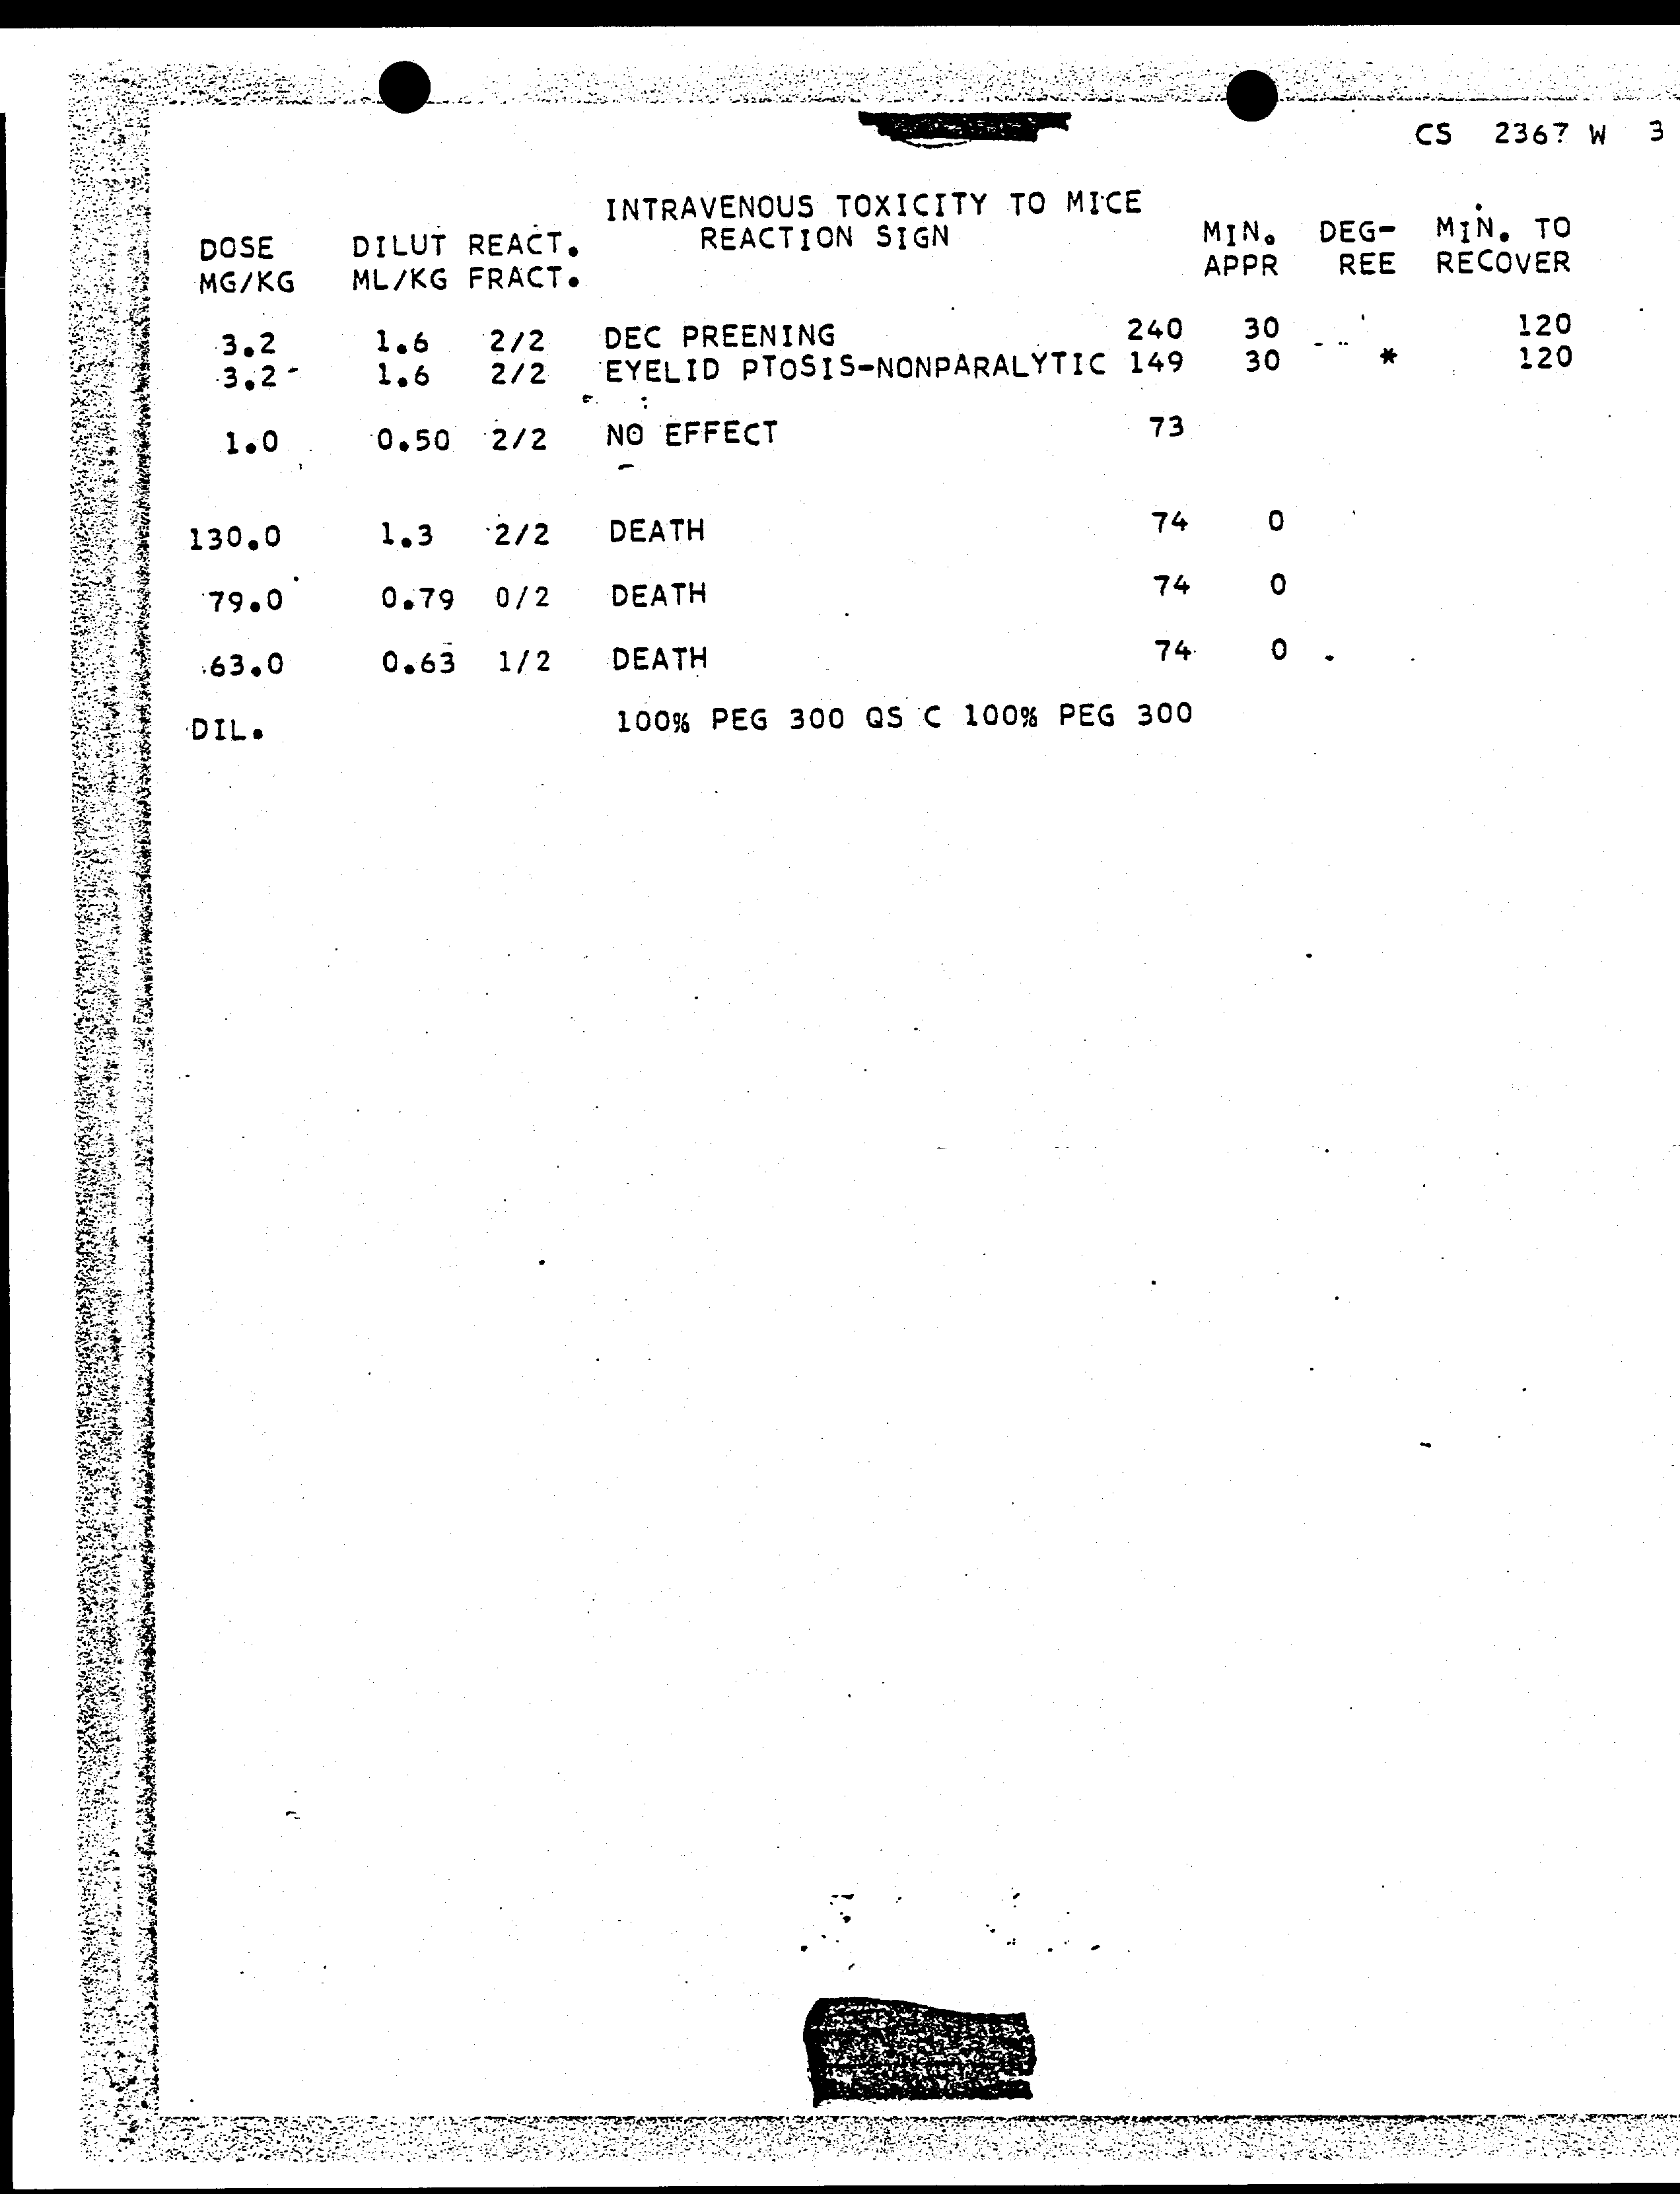 CS 2367 W 3
INTRAVENOUS TOXICITY TO MICE
DOSE DILUT REACT. REACTION SIGN MIN. DEG- MIN. TO
MG/KG ML/KG FRACT. APPR REE RECOVER
3.2 1.6 2/2 DEC PREENING 240 30 120
3.2 1.6 2/2 EYELID PTOSIS-NONPARALYTIC 149 30 * 120
1.0 0.50 2/2 NO EFFECT 73
130.0 1.3 2/2 DEATH 74 0
79.0 0.79 0/2 DEATH 74 0
63.0 0.63 1/2 DEATH 74 0
DIL. 100% PEG 300 QS C 100% PEG 300